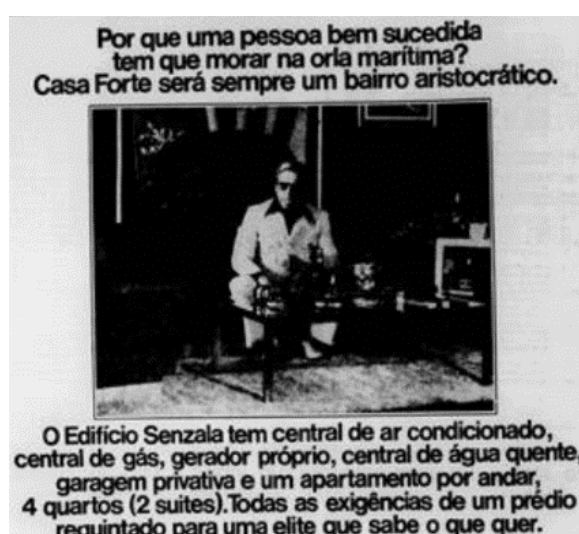 Por que uma pessoa bem sucedida
tem que morar na orla marítima?
Casa Forte será sempre um bairro aristocrático.
O Edifício Senzala tem central de ar condicionado,
central de gás, gerador próprio, central de água quente,
garagem privativa e um apartamento por andar,
4 quartos (2 suites).Todas as exigências de um prédio
requintado para uma elite que sabe o que quer.